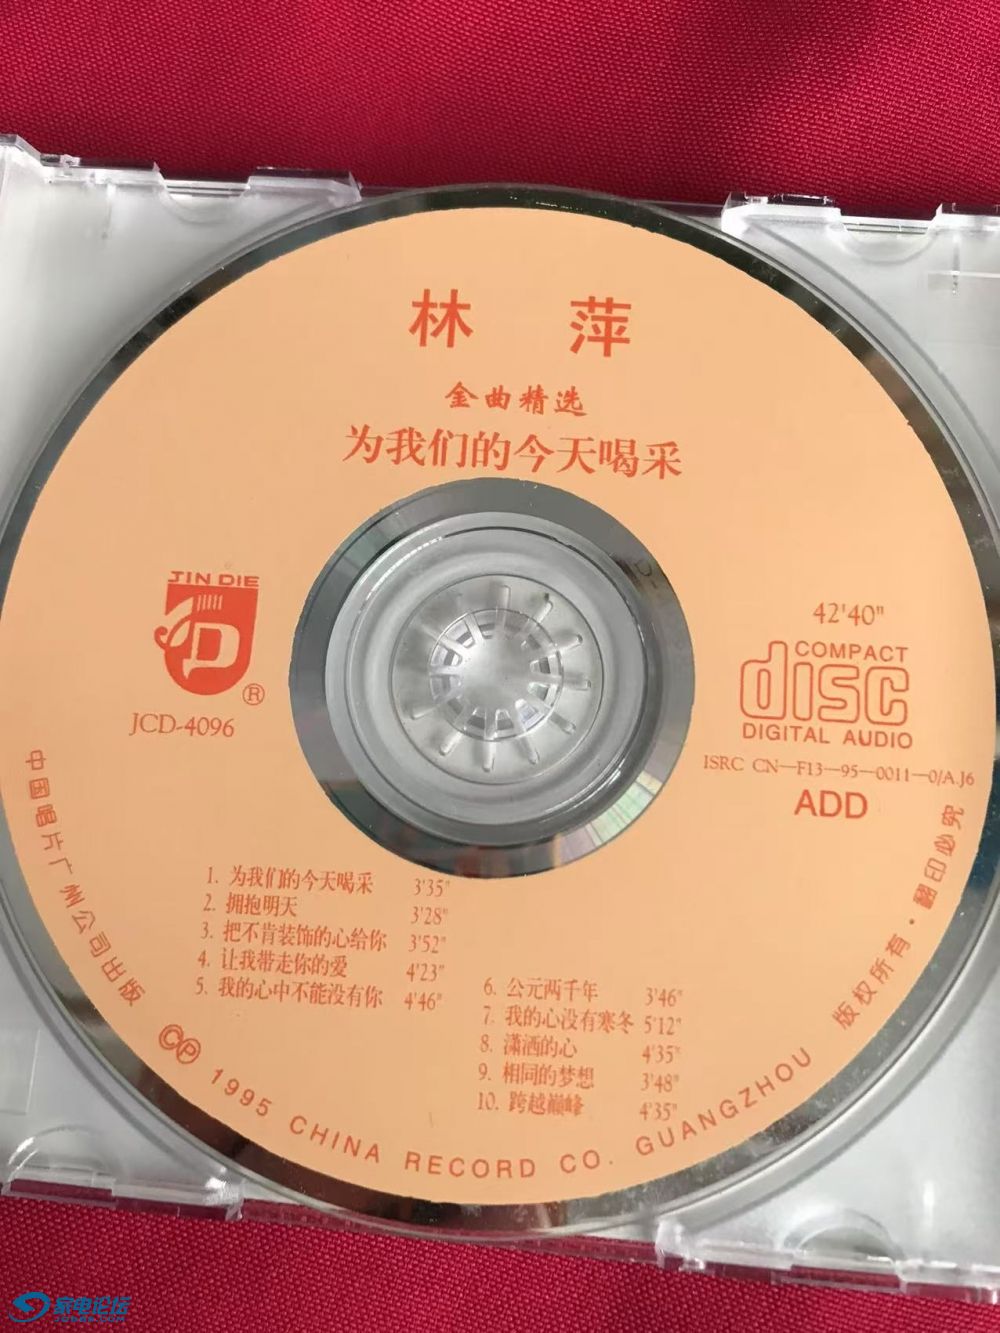 林 萍
金曲精选
为我们的今天喝采
JIN DIE
®
JCD-4096
42'40"
COMPACT
disc
DIGITAL AUDIO
ISRC CN—F13—95—0011—0/A.J6
ADD
1. 为我们的今天喝采 3'35"
2. 拥抱明天 3'28"
3. 把不肯装饰的心给你 3'52"
4. 让我带走你的爱 4'23"
5. 我的心中不能没有你 4'46"
6. 公元两千年 3'46"
7. 我的心没有寒冬 5'12"
8. 潇洒的心 4'35"
9. 相同的梦想 3'48"
10. 跨越巅峰 4'35"
中国唱片广州公司出版
©Ⓟ 1995 CHINA RECORD CO. GUANGZHOU
版权所有·翻印必究
家电论坛
JDBBS.COM